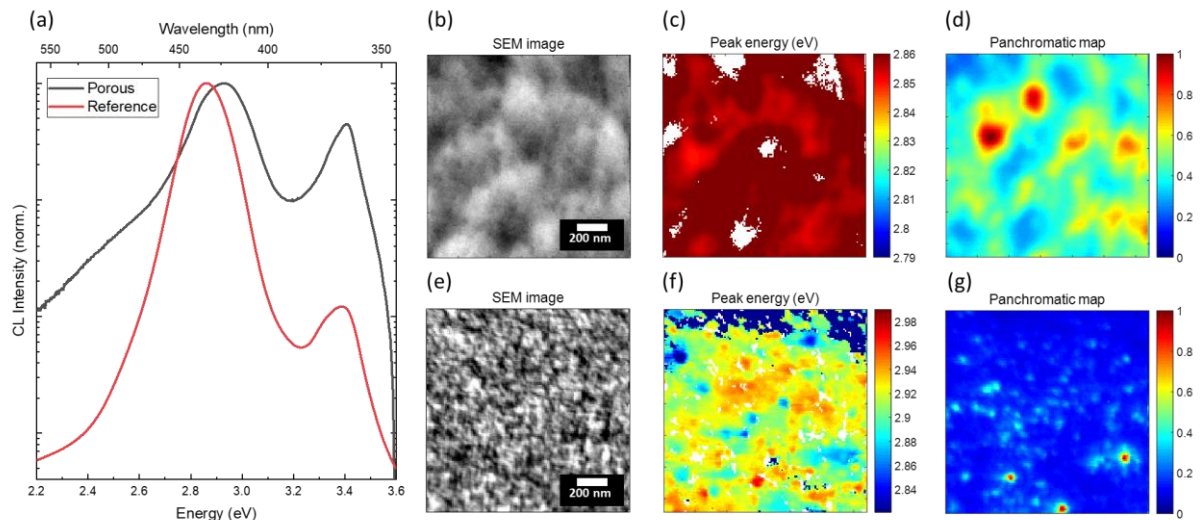 (a)
Wavelength (nm)
550 500 450 400 350
Porous
Reference
CL Intensity (norm.)
2.2 2.4 2.6 2.8 3.0 3.2 3.4 3.6
Energy (eV)
(b)
SEM image
200 nm
(c)
Peak energy (eV)
2.86
2.85
2.84
2.83
2.82
2.81
2.8
2.79
(d)
Panchromatic map
1
0.8
0.6
0.4
0.2
0
(e)
SEM image
200 nm
(f)
Peak energy (eV)
2.98
2.96
2.94
2.92
2.9
2.88
2.86
2.84
2.82
(g)
Panchromatic map
1
0.8
0.6
0.4
0.2
0